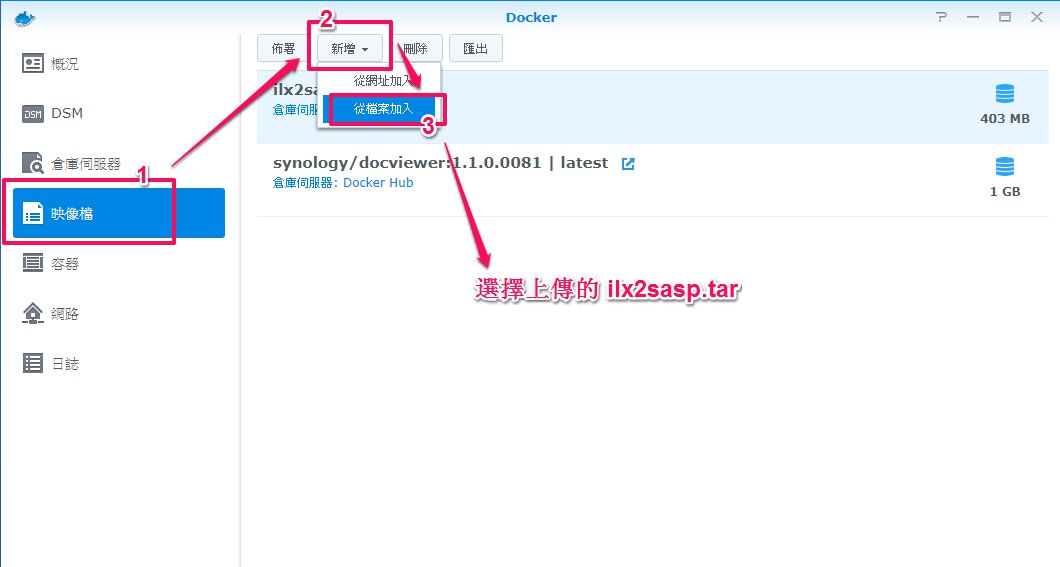 Docker
概況
DSM
DSM
倉庫伺服器
映像檔
容器
網路
日誌
佈署
新增
刪除
匯出
從網址加入
從檔案加入
ilx2sa
倉庫伺服
403 MB
synology/docviewer:1.1.0.0081 | latest
倉庫伺服器: Docker Hub
1 GB
1
2
3
選擇上傳的 ilx2sasp.tar